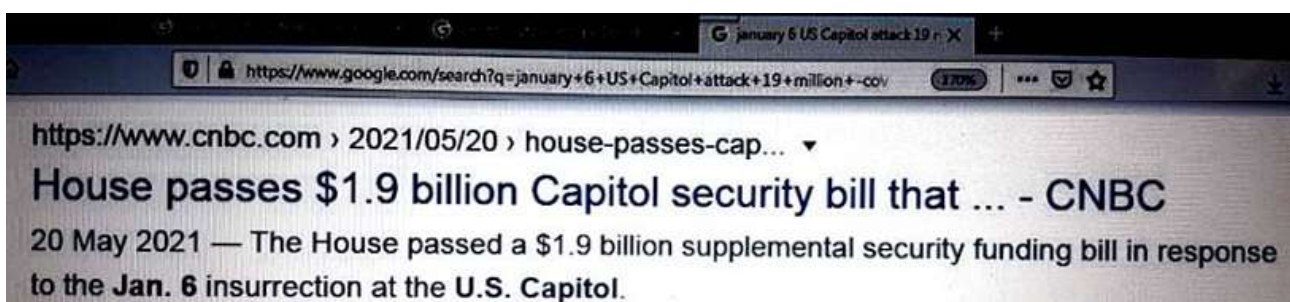 january 6 US Capitol attack 19 r
https://www.google.com/search?q=january+6+US+Capitol+attack+19+million+-cov 170%
https://www.cnbc.com › 2021/05/20 › house-passes-cap...
House passes $1.9 billion Capitol security bill that ... - CNBC
20 May 2021 — The House passed a $1.9 billion supplemental security funding bill in response
to the Jan. 6 insurrection at the U.S. Capitol.